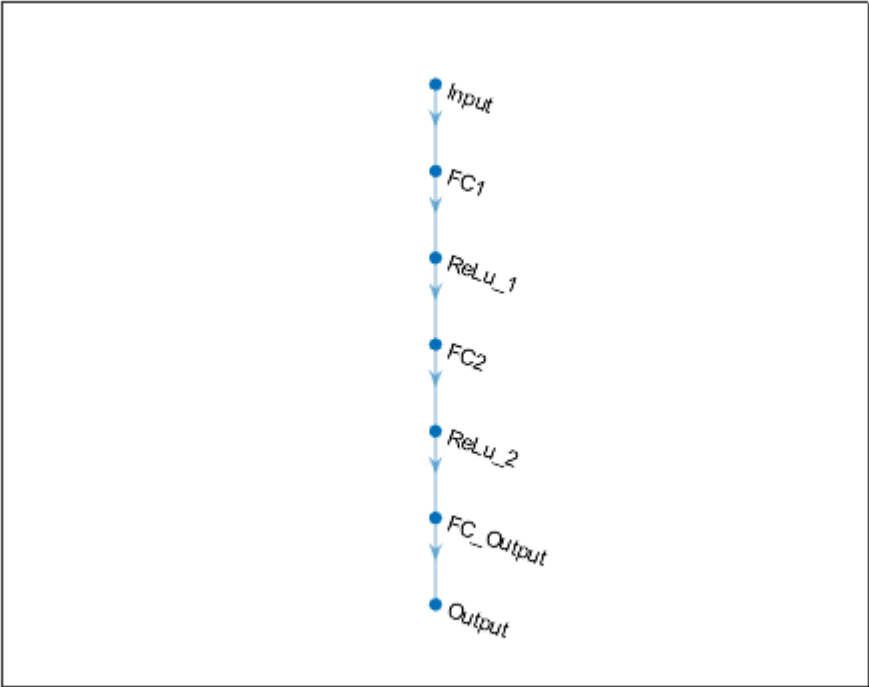 Input
FC1
ReLu_1
FC2
ReLu_2
FC_Output
Output